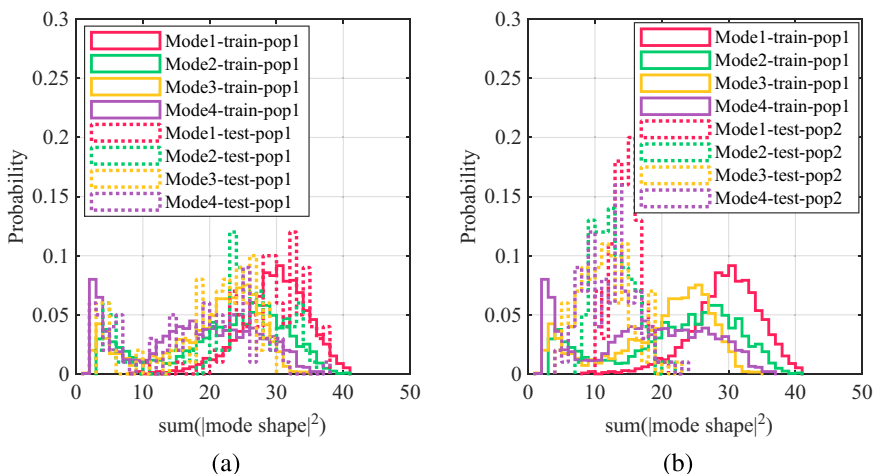 0.3
0.25
0.2
0.15
0.1
0.05
0
Probability
Mode1-train-pop1
Mode2-train-pop1
Mode3-train-pop1
Mode4-train-pop1
Mode1-test-pop1
Mode2-test-pop1
Mode3-test-pop1
Mode4-test-pop1
0 10 20 30 40 50
sum(|mode shape|²)
(a)
0.3
0.25
0.2
0.15
0.1
0.05
0
Probability
Mode1-train-pop1
Mode2-train-pop1
Mode3-train-pop1
Mode4-train-pop1
Mode1-test-pop2
Mode2-test-pop2
Mode3-test-pop2
Mode4-test-pop2
0 10 20 30 40 50
sum(|mode shape|²)
(b)